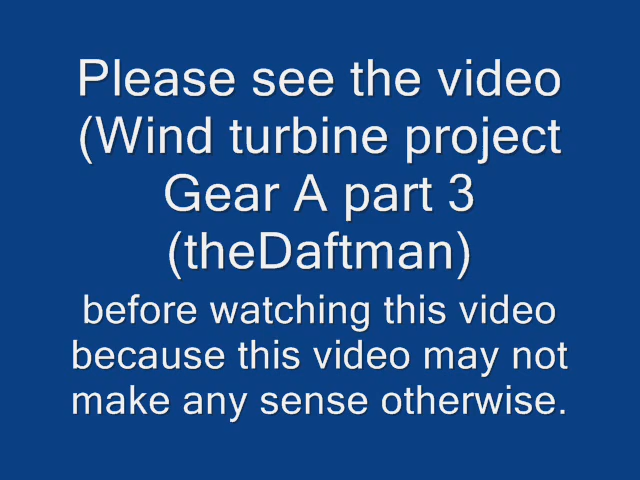 Please see the video
(Wind turbine project
Gear A part 3
(theDaftman)
before watching this video
because this video may not
make any sense otherwise.